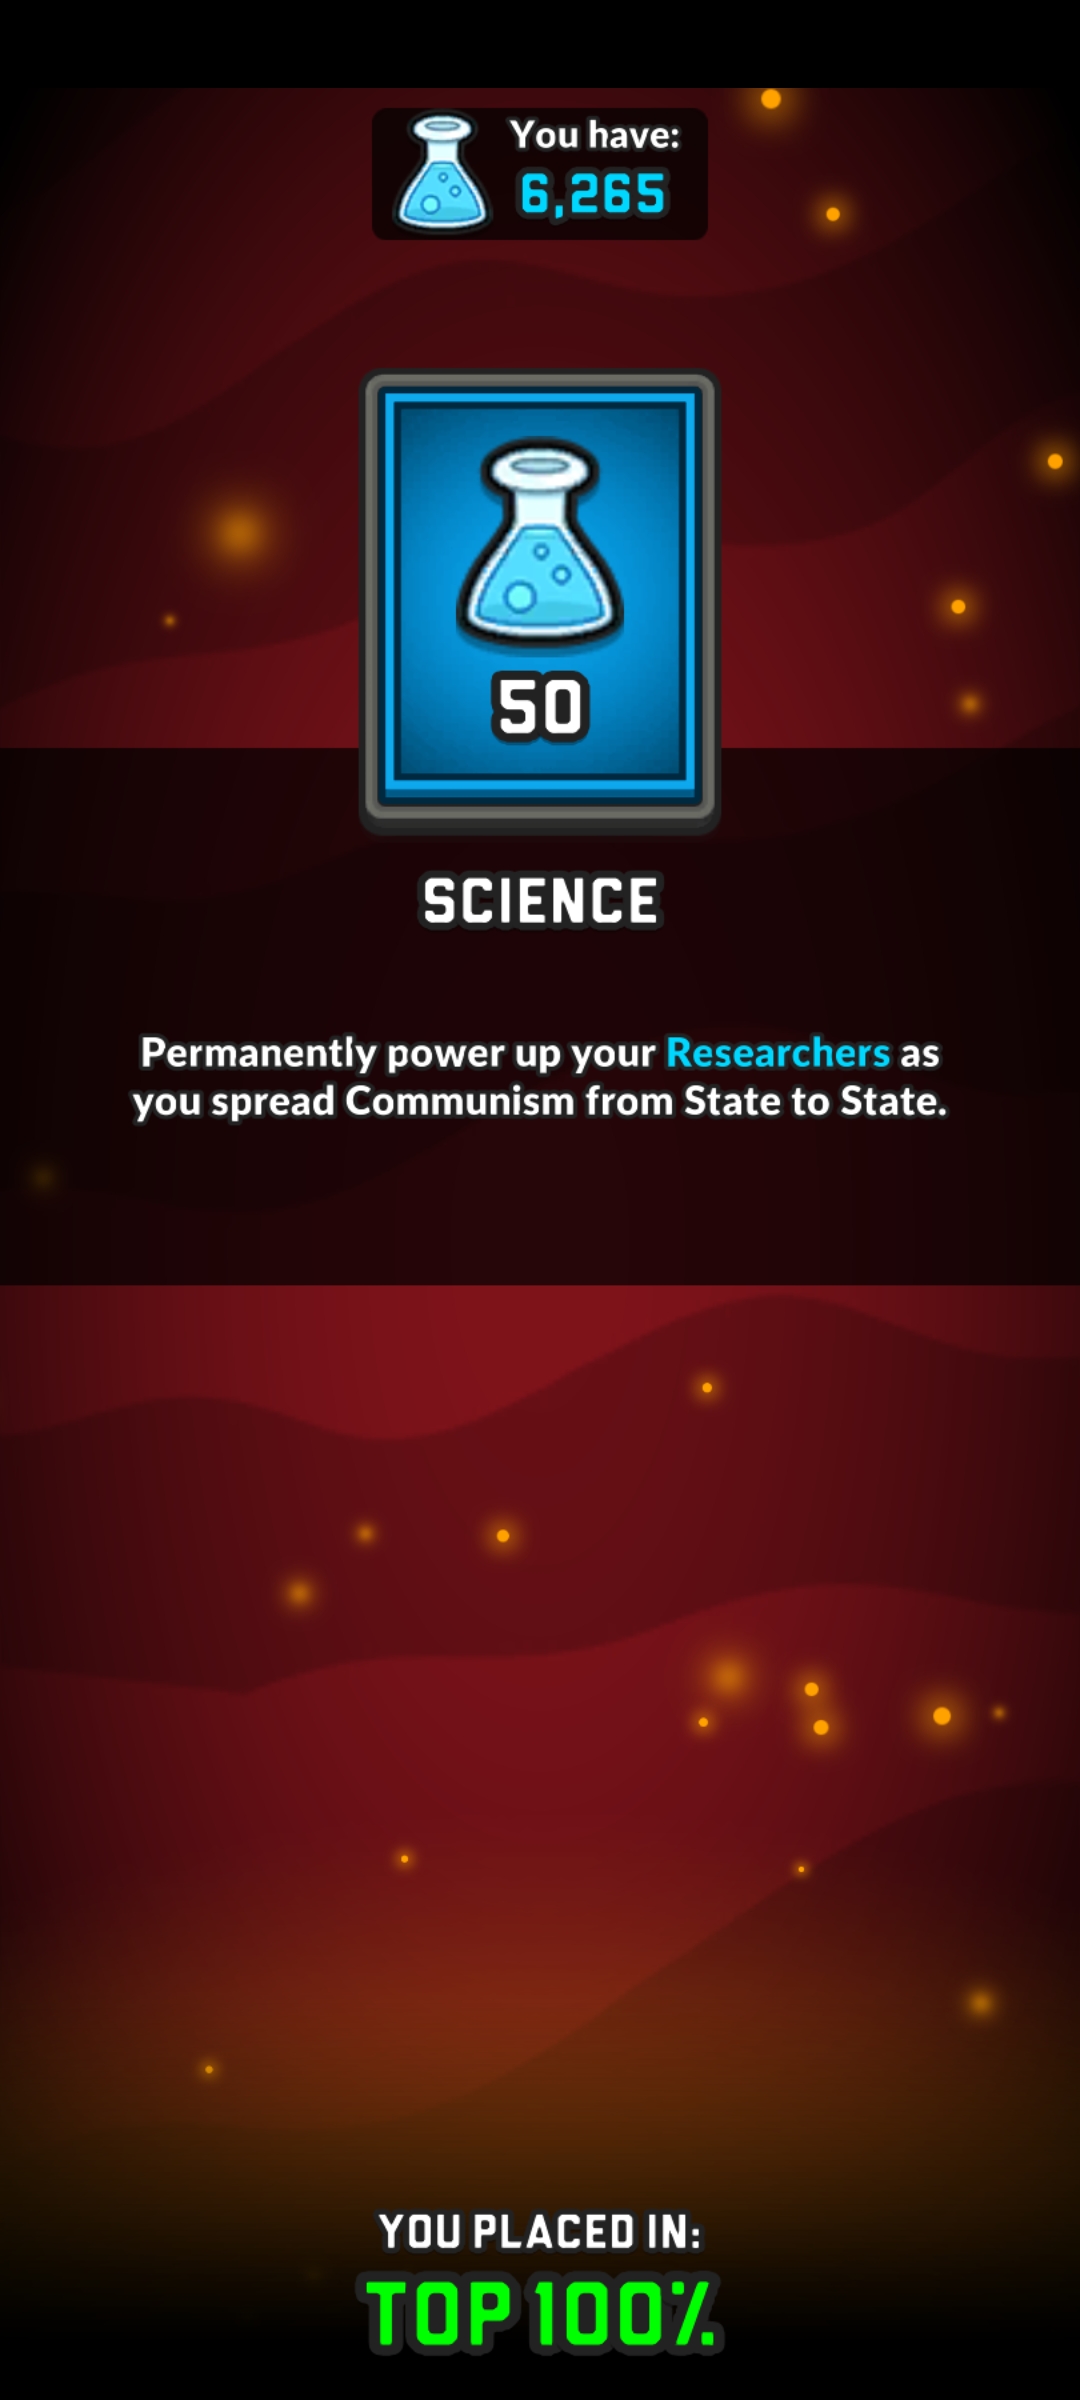 You have:
6,265
50
SCIENCE
Permanently power up your Researchers as
you spread Communism from State to State.
YOU PLACED IN:
TOP 100%